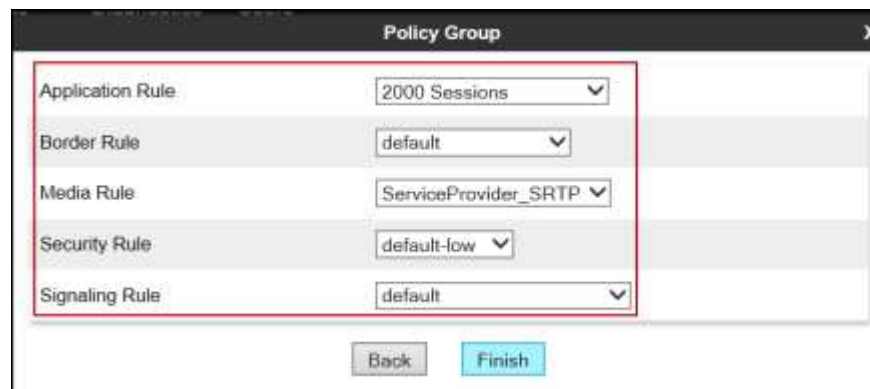 Policy Group X
Application Rule 2000 Sessions
Border Rule default
Media Rule ServiceProvider_SRTP
Security Rule default-low
Signaling Rule default
Back Finish